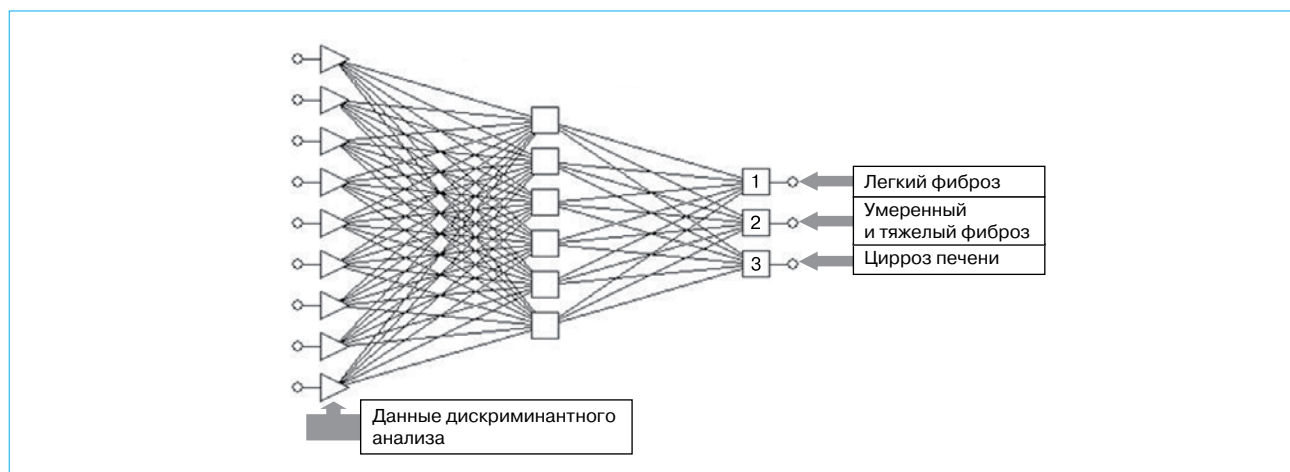 1
Легкий фиброз
2
Умеренный
и тяжелый фиброз
3
Цирроз печени
Данные дискриминантного
анализа